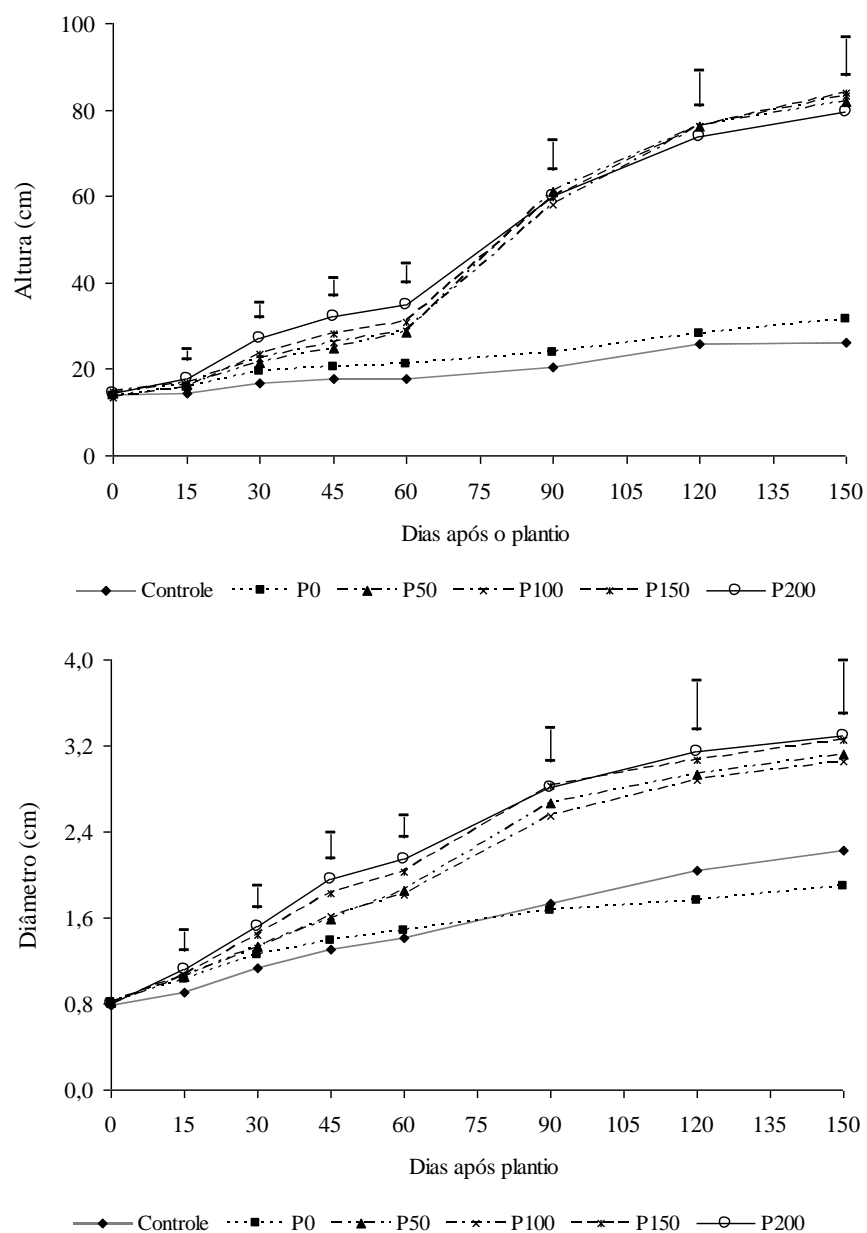 100
80
60
40
20
0
Altura (cm)
0 15 30 45 60 75 90 105 120 135 150
Dias após o plantio
Controle P0 P50 P100 P150 P200
4,0
3,2
2,4
1,6
0,8
0,0
Diâmetro (cm)
0 15 30 45 60 75 90 105 120 135 150
Dias após plantio
Controle P0 P50 P100 P150 P200